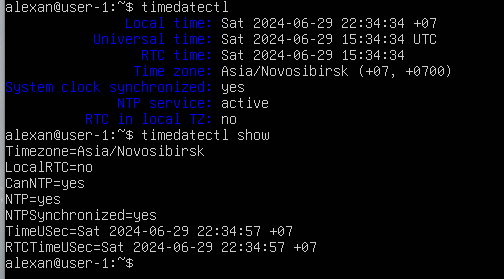 alexan@user-1:~$ timedatectl
Local time: Sat 2024-06-29 22:34:34 +07
Universal time: Sat 2024-06-29 15:34:34 UTC
RTC time: Sat 2024-06-29 15:34:34
Time zone: Asia/Novosibirsk (+07, +0700)
System clock synchronized: yes
NTP service: active
RTC in local TZ: no
alexan@user-1:~$ timedatectl show
Timezone=Asia/Novosibirsk
LocalRTC=no
CanNTP=yes
NTP=yes
NTPSynchronized=yes
TimeUSec=Sat 2024-06-29 22:34:57 +07
RTCTimeUSec=Sat 2024-06-29 22:34:57 +07
alexan@user-1:~$